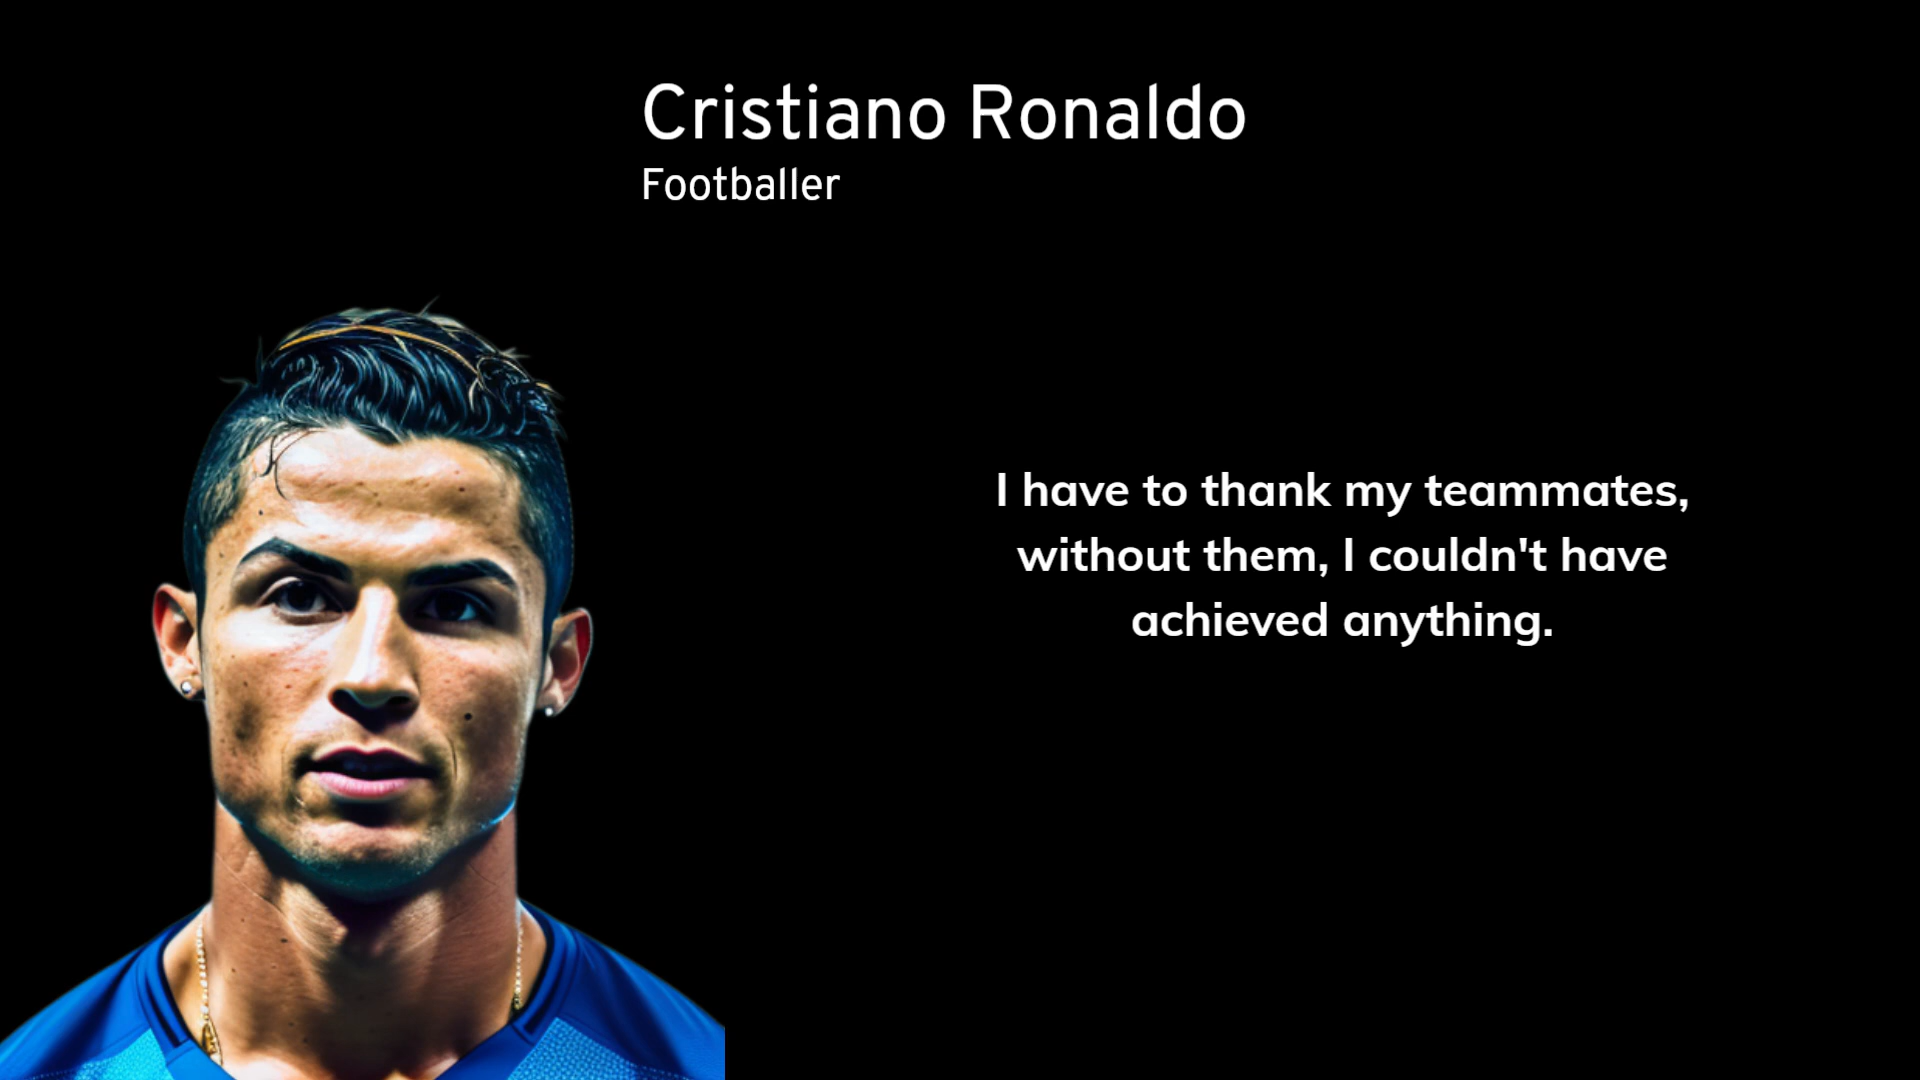 Cristiano Ronaldo
Footballer
I have to thank my teammates,
without them, I couldn't have
achieved anything.